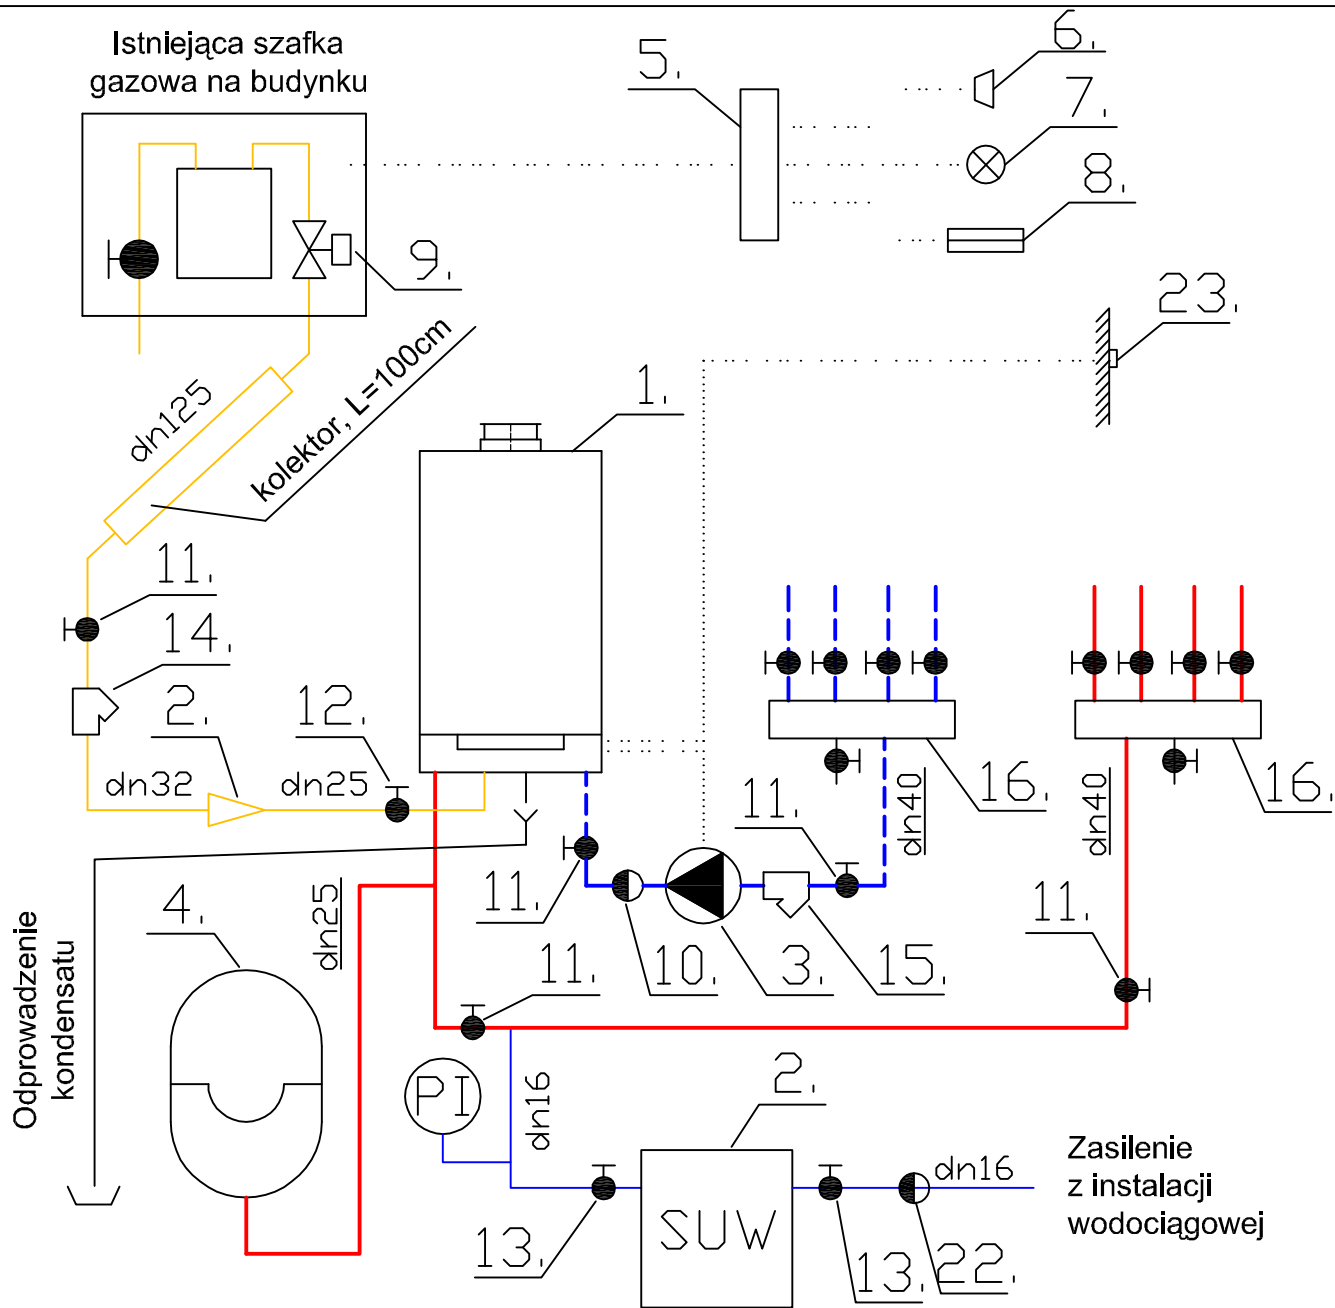 Istniejąca szafka
gazowa na budynku
5.
6.
7.
8.
9.
23.
dn125
kolektor, L=100cm
1.
11.
14.
2.
12.
dn32
dn25
16.
dn40
16.
dn40
11.
11.
10.
3.
15.
11.
4.
dn25
11.
Odprowadzenie
kondensatu
PI
dn16
2.
SUW
13.
13.
22.
dn16
Zasilenie
z instalacji
wodociągowej